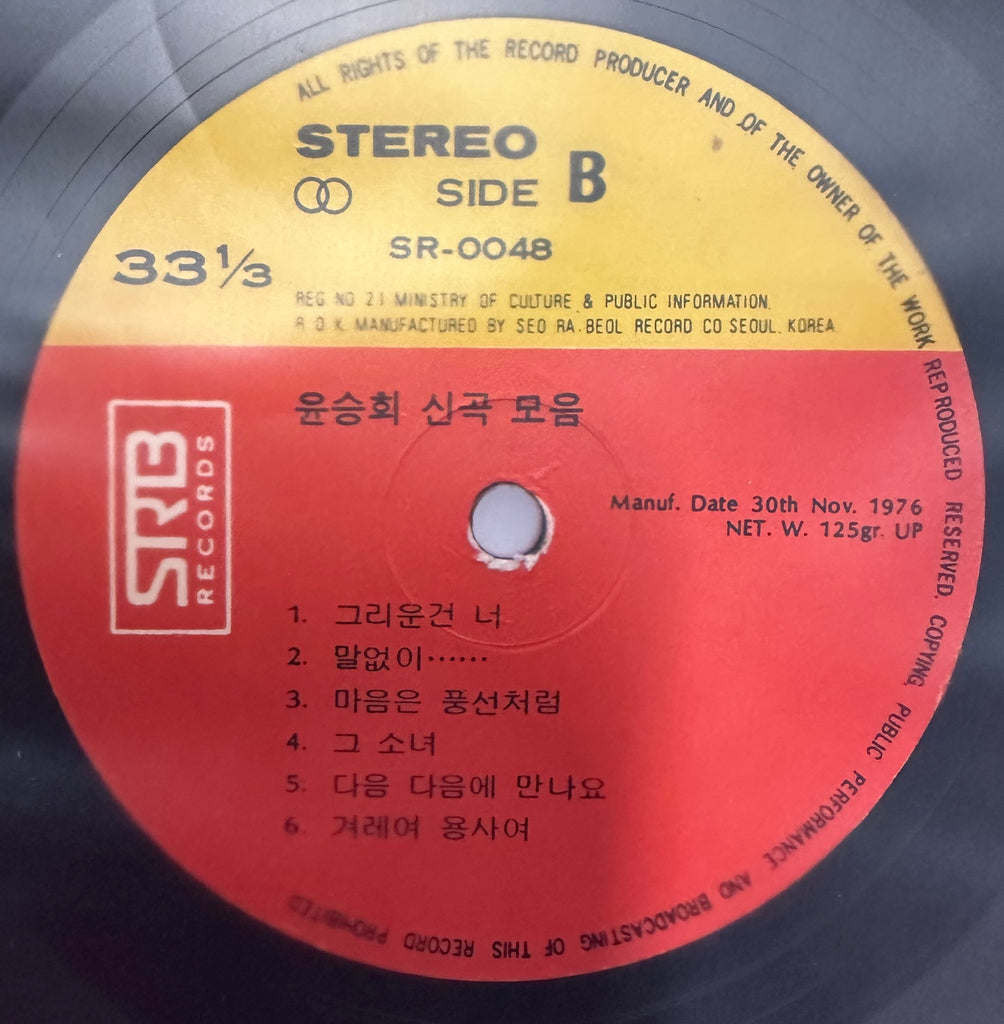 ALL RIGHTS OF THE RECORD PRODUCER AND OF THE OWNER OF THE WORK REPRODUCED RESERVED. COPYING, PUBLIC PERFORMANCE AND BROADCASTING OF THIS RECORD PROHIBITED
STEREO
SIDE B
SR-0048
33 1/3
REG NO 21 MINISTRY OF CULTURE & PUBLIC INFORMATION.
R.O.K. MANUFACTURED BY SEO RA.BEOL RECORD CO SEOUL. KOREA
윤승희 신곡 모음
STRB
RECORDS
Manuf. Date 30th Nov. 1976
NET. W. 125gr. UP
1. 그리운건 너
2. 말없이……
3. 마음은 풍선처럼
4. 그 소녀
5. 다음 다음에 만나요
6. 겨레여 용사여